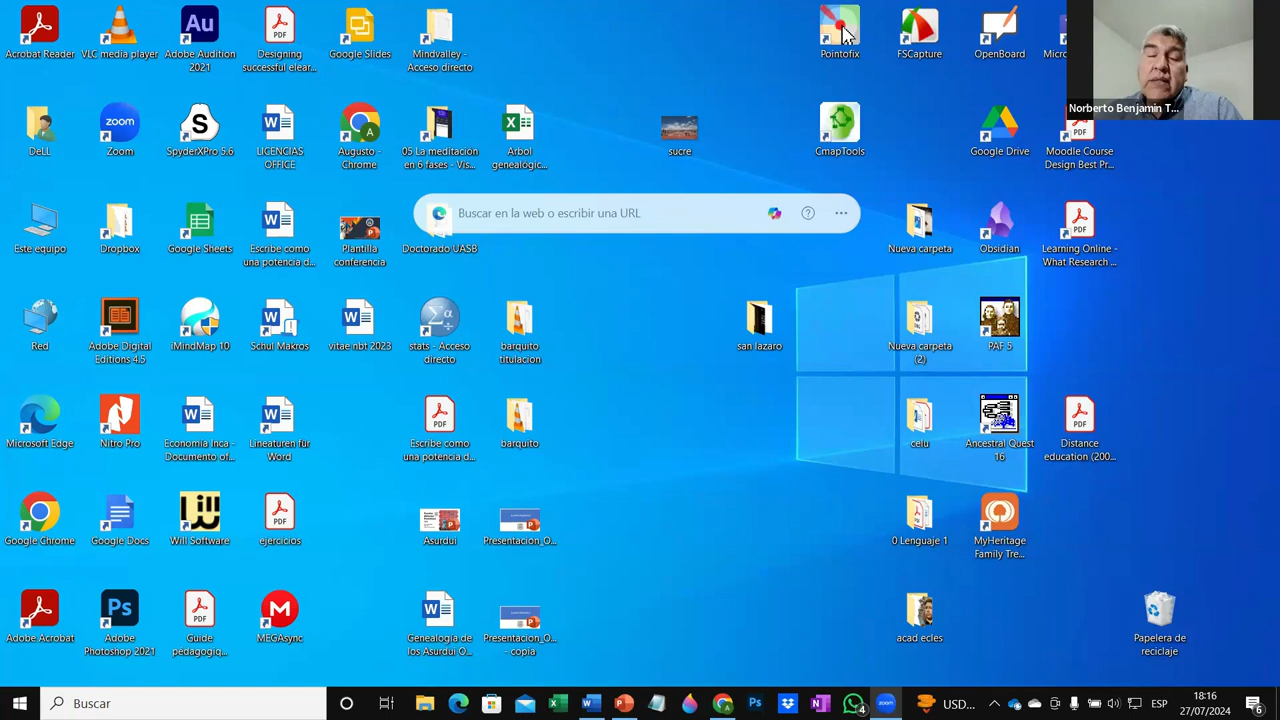 Acrobat Reader
VLC media player
Adobe Audition
2021
Designing
successful elear...
Google Slides
Mindvalley -
Acceso directo
Pointofix
FSCapture
OpenBoard
Norberto Benjamin T...
DeLL
Zoom
SpyderXPro 5.6
LICENCIAS
OFFICE
Augusto -
Chrome
05 La meditación
en 6 fases - Vis...
Arbol
genealógic...
sucre
CmapTools
Google Drive
Moodle Course
Design Best Pr...
Buscar en la web o escribir una URL
Este equipo
Dropbox
Google Sheets
Escribe como
una potencia d...
Plantilla
conferencia
Doctorado UASB
Nueva carpeta
Obsidian
Learning Online -
What Research ...
Red
Adobe Digital
Editions 4.5
iMindMap 10
Schul Makros
vitae nbt 2023
stats - Acceso
directo
barquito
titulacion
san lazaro
Nueva carpeta
(2)
PAF 5
Microsoft Edge
Nitro Pro
Economia Inca -
Documento of...
Lineaturen für
Word
Escribe como
una potencia d...
barquito
celu
Ancestral Quest
16
Distance
education (200...
Google Chrome
Google Docs
Will Software
ejercicios
Asurdui
Presentacion_O...
0 Lenguaje 1
MyHeritage
Family Tre...
Adobe Acrobat
Adobe
Photoshop 2021
Guide
pédagogiq...
MEGAsync
Genealogía de
los Asurdui O...
Presentacion_O...
- copia
acad ecles
Papelera de
reciclaje
Buscar
USD...
ESP
18:16
27/07/2024